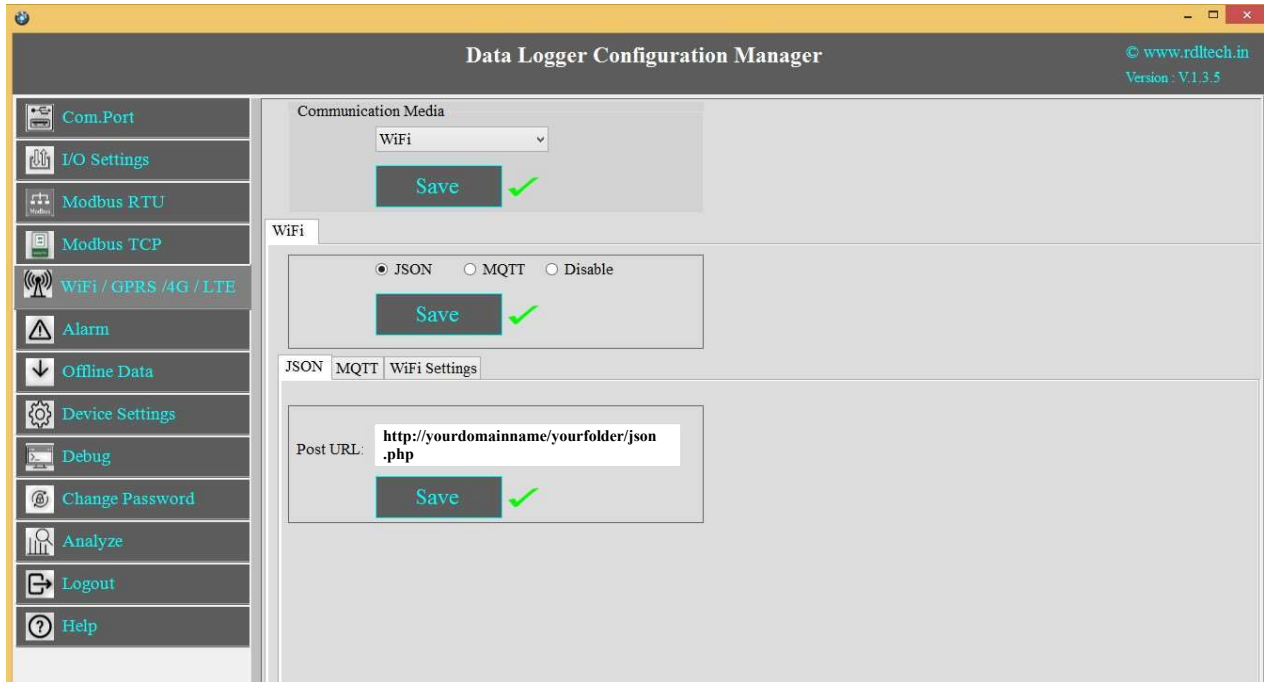 Data Logger Configuration Manager
© www.rdltech.in
Version : V.1.3.5
Com.Port
I/O Settings
Modbus RTU
Modbus TCP
WiFi / GPRS /4G / LTE
Alarm
Offline Data
Device Settings
Debug
Change Password
Analyze
Logout
Help
Communication Media
WiFi
Save
WiFi
JSON MQTT Disable
Save
JSON MQTT WiFi Settings
Post URL:
http://yourdomainname/yourfolder/json
.php
Save